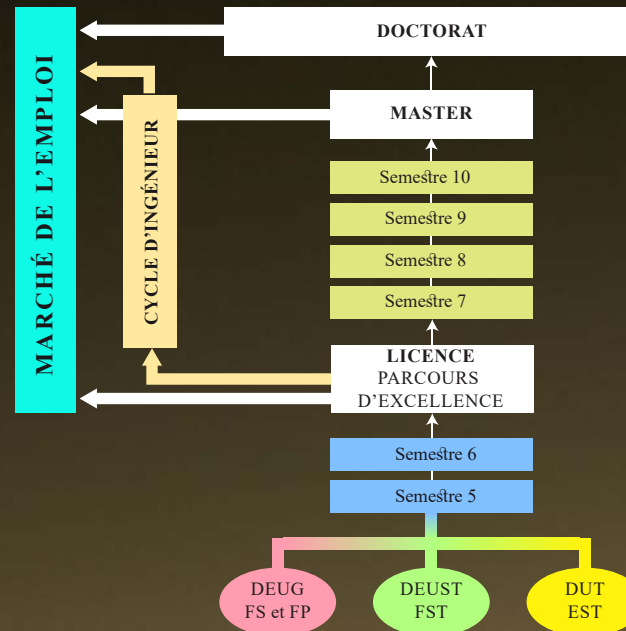 DOCTORAT
MARCHÉ DE L'EMPLOI
CYCLE D'INGÉNIEUR
MASTER
Semestre 10
Semestre 9
Semestre 8
Semestre 7
LICENCE
PARCOURS
D'EXCELLENCE
Semestre 6
Semestre 5
DEUG
FS et FP
DEUST
FST
DUT
EST